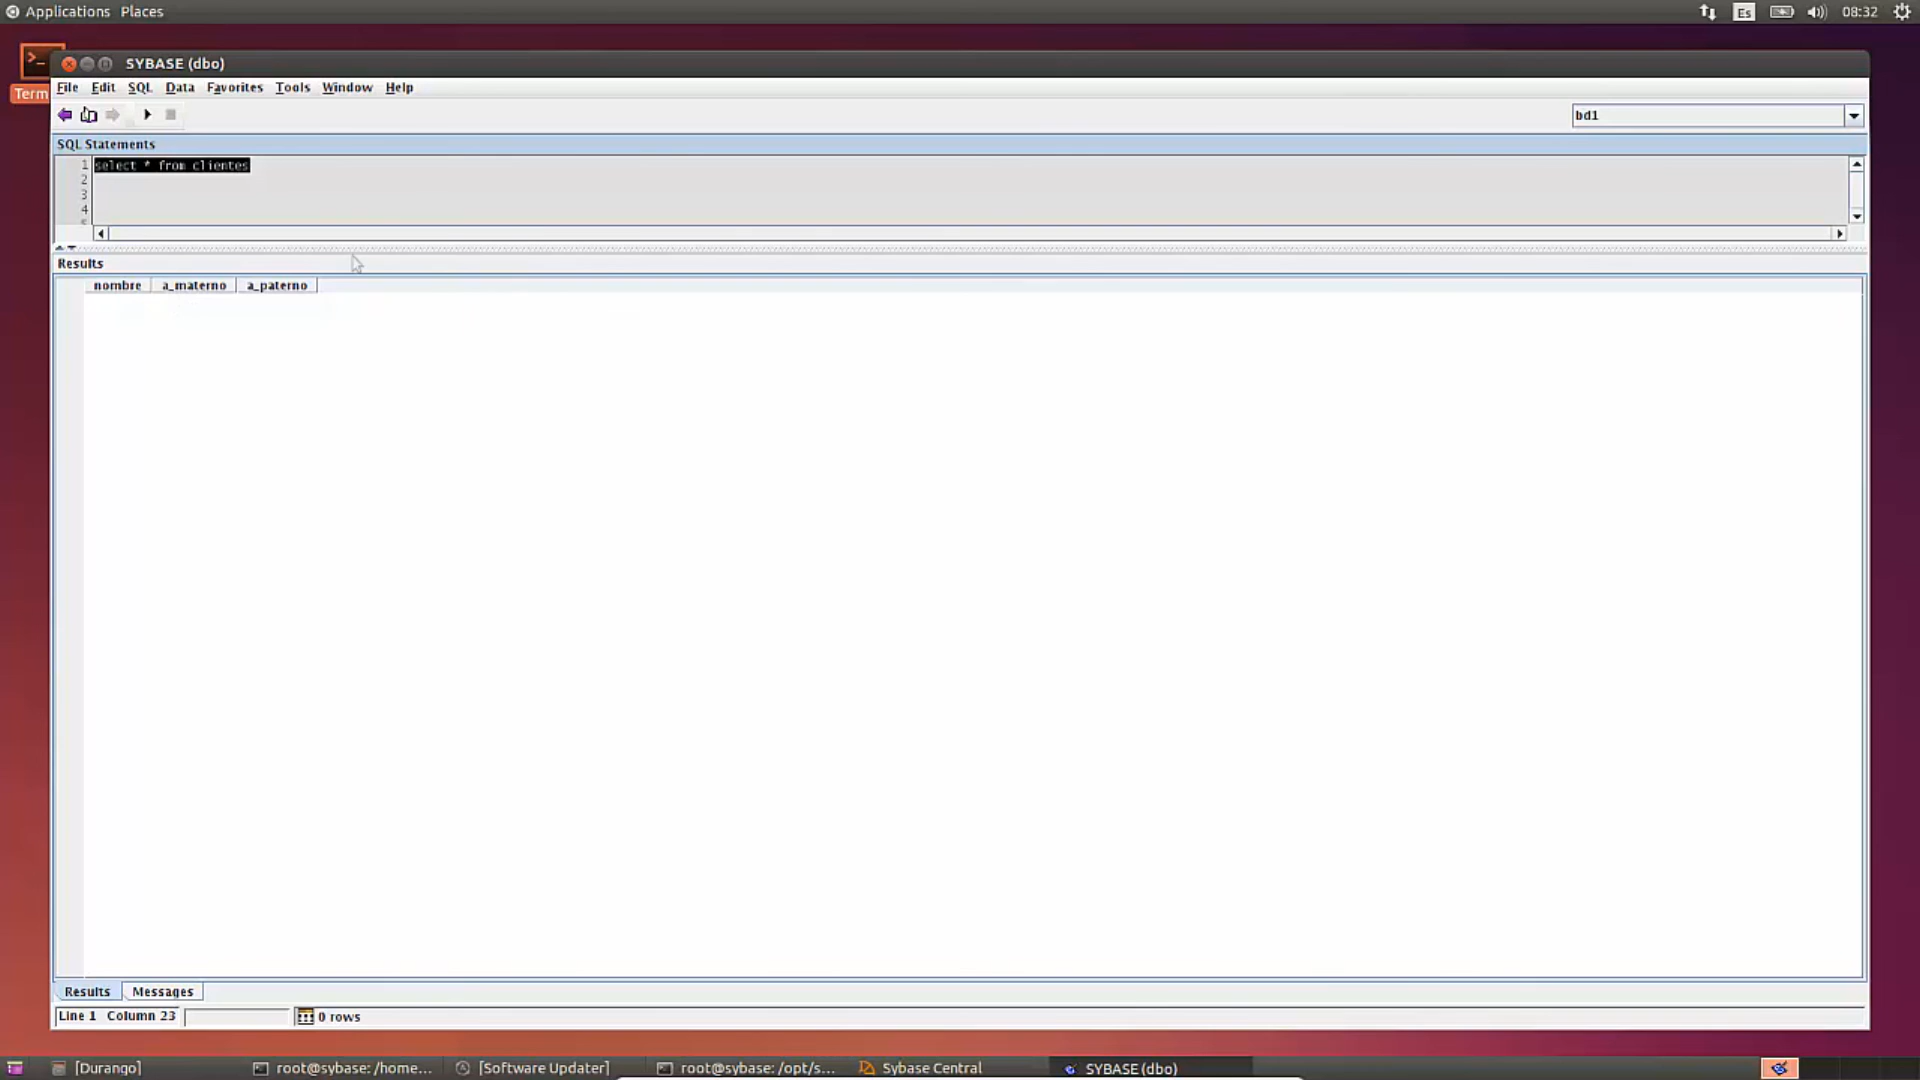 Applications Places
Es 08:32
Term
SYBASE (dbo)
File Edit SQL Data Favorites Tools Window Help
bd1
SQL Statements
1 select * from clientes
2
3
4
Results
nombre a_materno a_paterno
Results Messages
Line 1 Column 23 0 rows
[Durango] root@sybase: /home... [Software Updater] root@sybase: /opt/s... Sybase Central SYBASE (dbo)